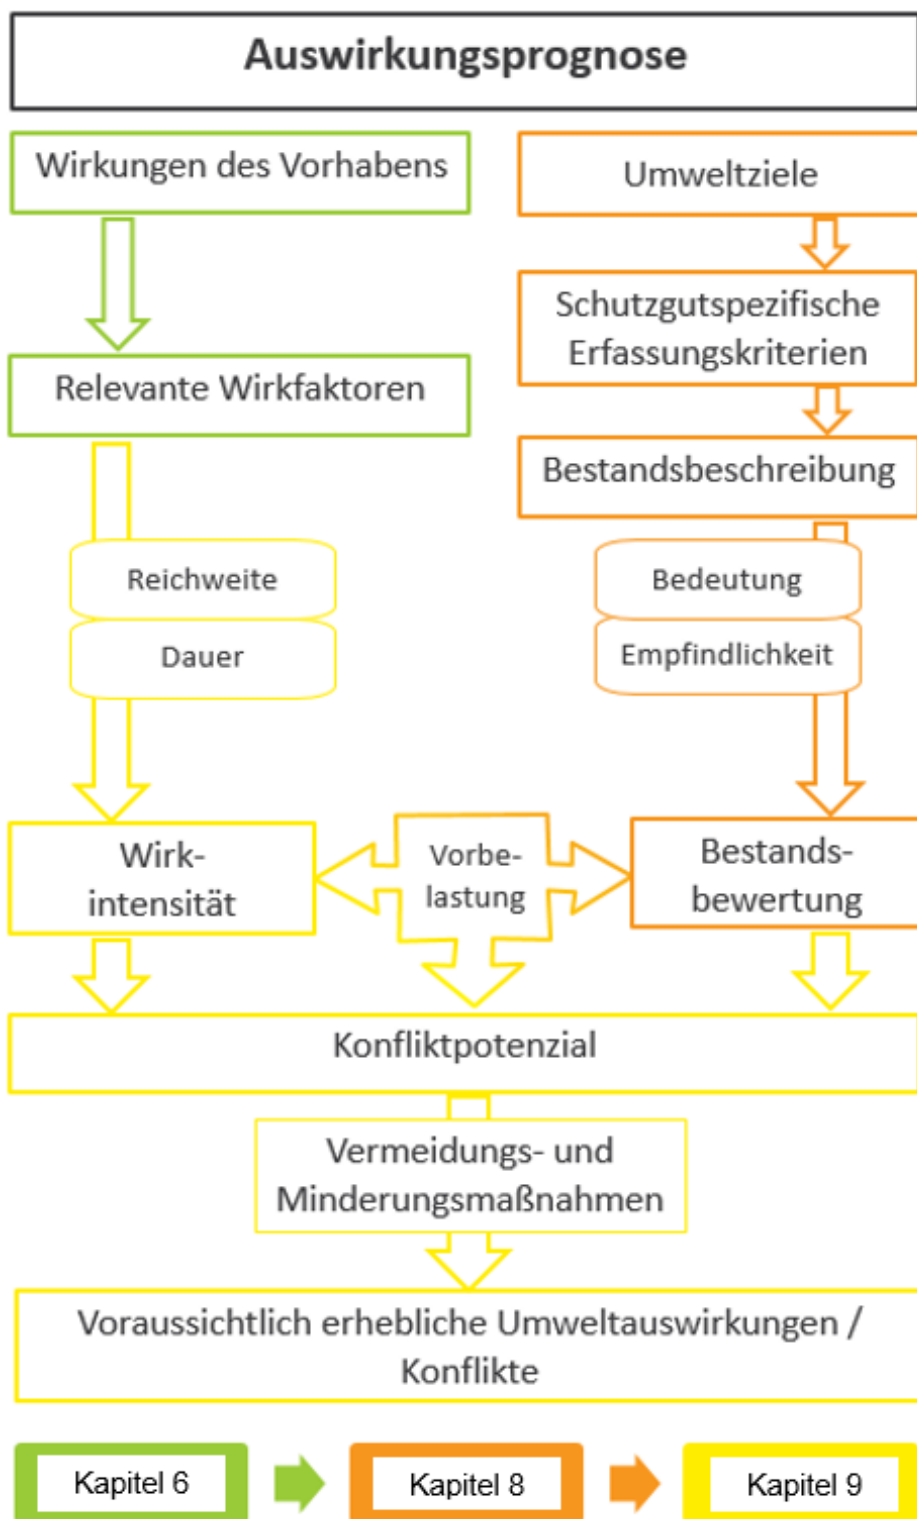 Auswirkungsprognose
Wirkungen des Vorhabens
Relevante Wirkfaktoren
Reichweite
Dauer
Wirk-
intensität
Umweltziele
Schutzgutspezifische
Erfassungskriterien
Bestandsbeschreibung
Bedeutung
Empfindlichkeit
Bestands-
bewertung
Vorbe-
lastung
Konfliktpotenzial
Vermeidungs- und
Minderungsmaßnahmen
Voraussichtlich erhebliche Umweltauswirkungen /
Konflikte
Kapitel 6
Kapitel 8
Kapitel 9